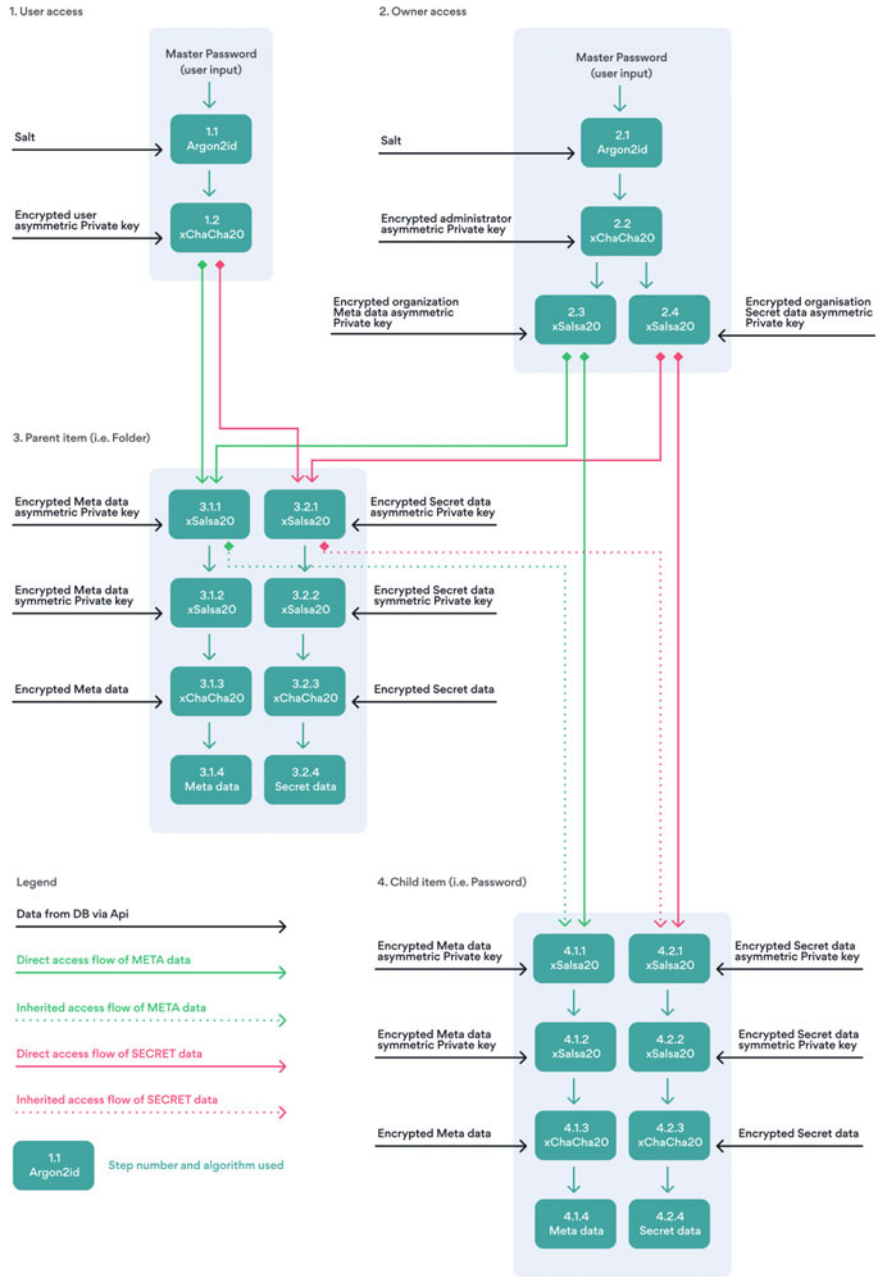 1. User access
Master Password
(user input)
Salt
1.1
Argon2id
Encrypted user
asymmetric Private key
1.2
xChaCha20
2. Owner access
Master Password
(user input)
Salt
2.1
Argon2id
Encrypted administrator
asymmetric Private key
2.2
xChaCha20
Encrypted organization
Meta data asymmetric
Private key
2.3
xSalsa20
2.4
xSalsa20
Encrypted organisation
Secret data asymmetric
Private key
3. Parent item (i.e. Folder)
Encrypted Meta data
asymmetric Private key
3.1.1
xSalsa20
3.2.1
xSalsa20
Encrypted Secret data
asymmetric Private key
Encrypted Meta data
symmetric Private key
3.1.2
xSalsa20
3.2.2
xSalsa20
Encrypted Secret data
symmetric Private key
Encrypted Meta data
3.1.3
xChaCha20
3.2.3
xChaCha20
Encrypted Secret data
3.1.4
Meta data
3.2.4
Secret data
Legend
Data from DB via Api
Direct access flow of META data
Inherited access flow of META data
Direct access flow of SECRET data
Inherited access flow of SECRET data
1.1
Argon2id
Step number and algorithm used
4. Child item (i.e. Password)
Encrypted Meta data
asymmetric Private key
4.1.1
xSalsa20
4.2.1
xSalsa20
Encrypted Secret data
asymmetric Private key
Encrypted Meta data
symmetric Private key
4.1.2
xSalsa20
4.2.2
xSalsa20
Encrypted Secret data
symmetric Private key
Encrypted Meta data
4.1.3
xChaCha20
4.2.3
xChaCha20
Encrypted Secret data
4.1.4
Meta data
4.2.4
Secret data